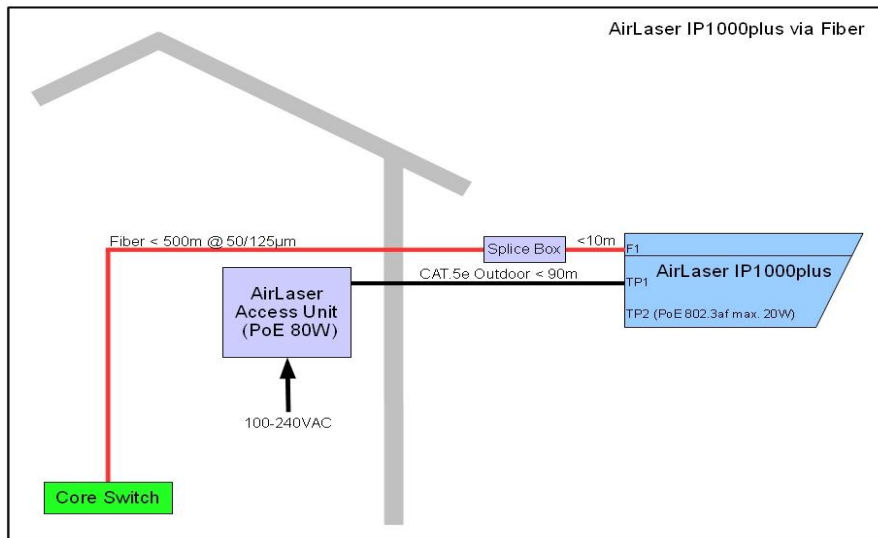 AirLaser IP1000plus via Fiber
Fiber < 500m @ 50/125µm
Splice Box
<10m
F1
AirLaser IP1000plus
CAT.5e Outdoor < 90m
TP1
AirLaser
Access Unit
(PoE 80W)
TP2 (PoE 802.3af max. 20W)
100-240VAC
Core Switch